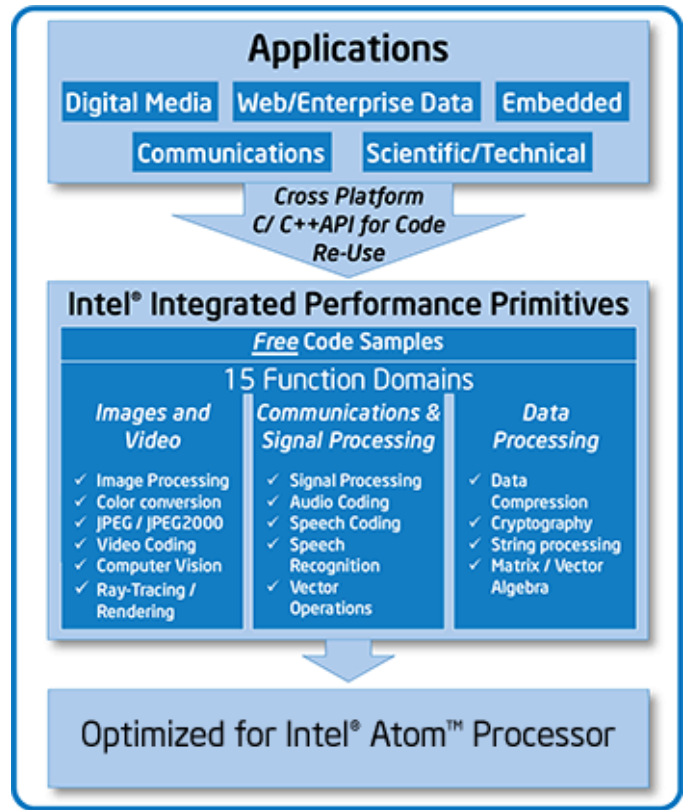 Applications
Digital Media
Web/Enterprise Data
Embedded
Communications
Scientific/Technical
Cross Platform
C/ C++API for Code
Re-Use
Intel® Integrated Performance Primitives
Free Code Samples
15 Function Domains
Images and
Video
✓ Image Processing
✓ Color conversion
✓ JPEG / JPEG2000
✓ Video Coding
✓ Computer Vision
✓ Ray-Tracing /
Rendering
Communications &
Signal Processing
✓ Signal Processing
✓ Audio Coding
✓ Speech Coding
✓ Speech
Recognition
✓ Vector
Operations
Data
Processing
✓ Data
Compression
✓ Cryptography
✓ String processing
✓ Matrix / Vector
Algebra
Optimized for Intel® Atom™ Processor